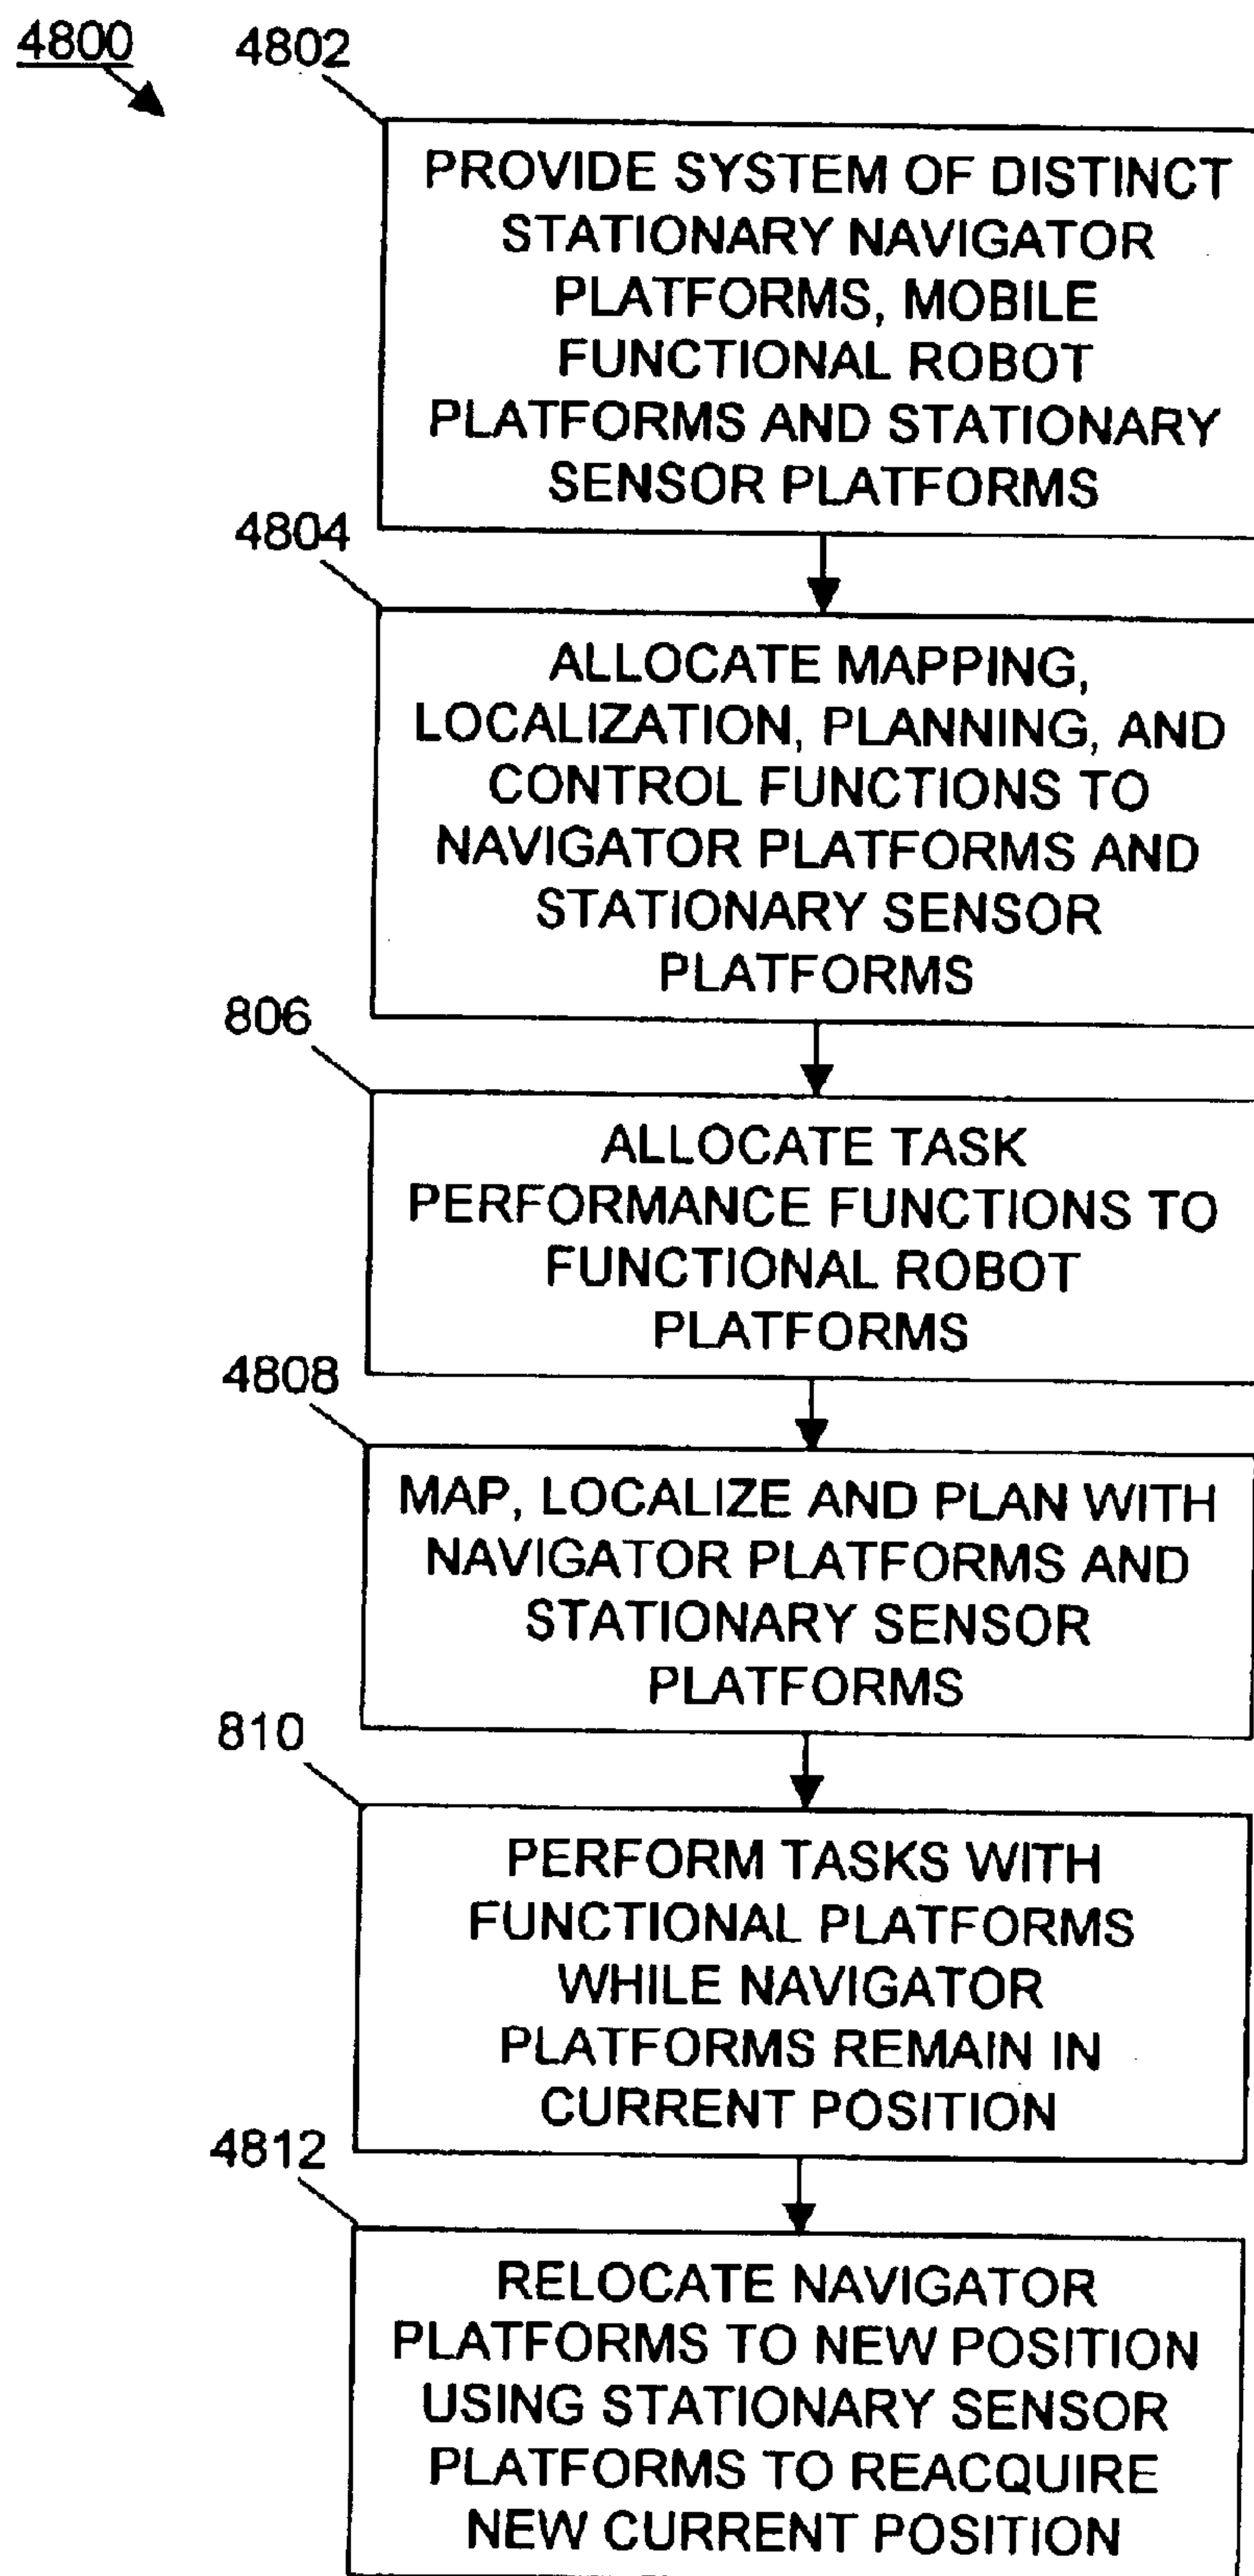 4800
4802
PROVIDE SYSTEM OF DISTINCT
STATIONARY NAVIGATOR
PLATFORMS, MOBILE
FUNCTIONAL ROBOT
PLATFORMS AND STATIONARY
SENSOR PLATFORMS
4804
ALLOCATE MAPPING,
LOCALIZATION, PLANNING, AND
CONTROL FUNCTIONS TO
NAVIGATOR PLATFORMS AND
STATIONARY SENSOR
PLATFORMS
806
ALLOCATE TASK
PERFORMANCE FUNCTIONS TO
FUNCTIONAL ROBOT
PLATFORMS
4808
MAP, LOCALIZE AND PLAN WITH
NAVIGATOR PLATFORMS AND
STATIONARY SENSOR
PLATFORMS
810
PERFORM TASKS WITH
FUNCTIONAL PLATFORMS
WHILE NAVIGATOR
PLATFORMS REMAIN IN
CURRENT POSITION
4812
RELOCATE NAVIGATOR
PLATFORMS TO NEW POSITION
USING STATIONARY SENSOR
PLATFORMS TO REACQUIRE
NEW CURRENT POSITION